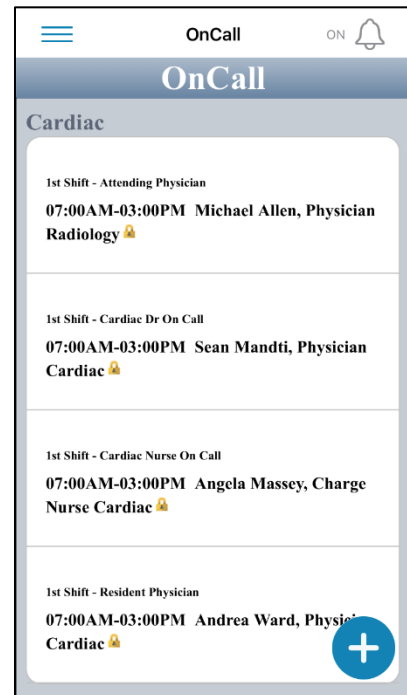 OnCall
ON
OnCall
Cardiac
1st Shift - Attending Physician
07:00AM-03:00PM Michael Allen, Physician
Radiology
1st Shift - Cardiac Dr On Call
07:00AM-03:00PM Sean Mandti, Physician
Cardiac
1st Shift - Cardiac Nurse On Call
07:00AM-03:00PM Angela Massey, Charge
Nurse Cardiac
1st Shift - Resident Physician
07:00AM-03:00PM Andrea Ward,
Cardiac